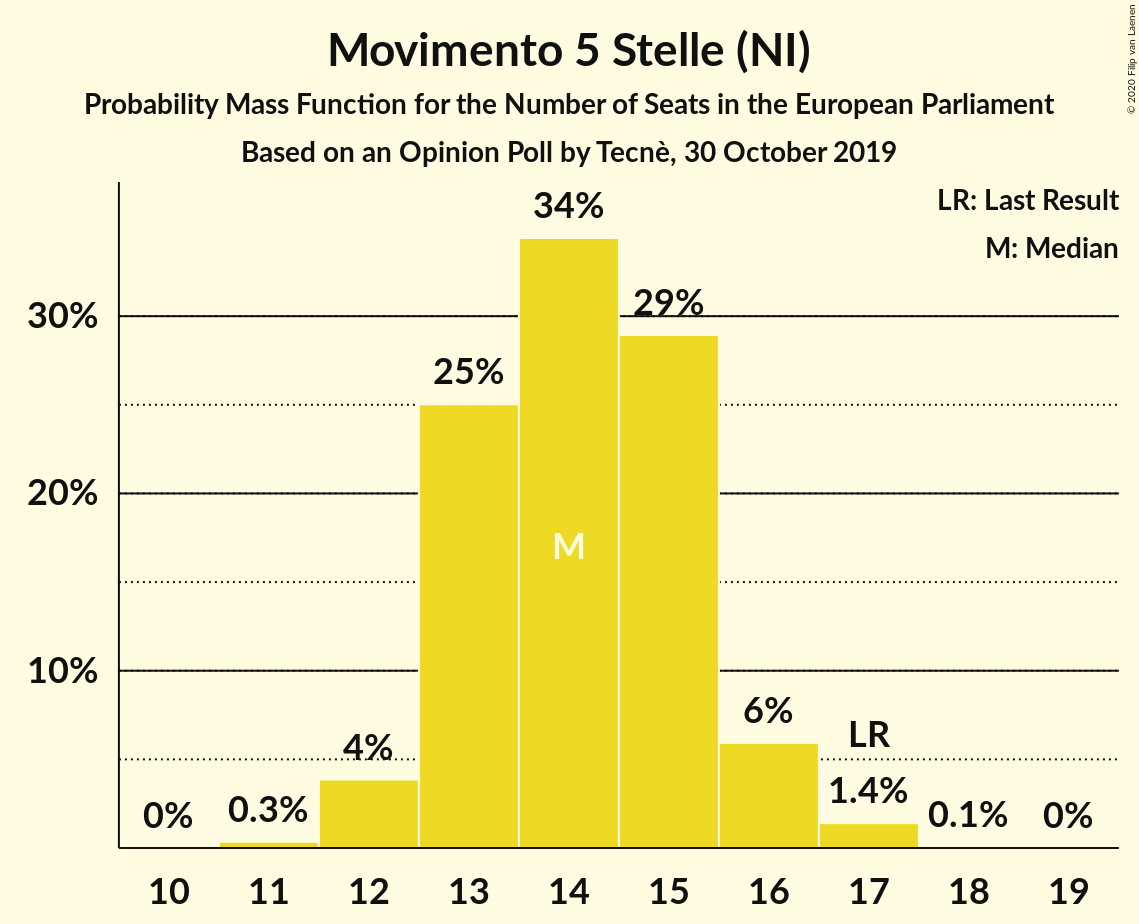 Movimento 5 Stelle (NI)
Probability Mass Function for the Number of Seats in the European Parliament
Based on an Opinion Poll by Tecnè, 30 October 2019
© 2020 Filip van Laenen
LR: Last Result
M: Median
34%
30%
29%
25%
20%
M
10%
6%
LR
4%
1.4%
0%
0.3%
0.1%
0%
10 11 12 13 14 15 16 17 18 19